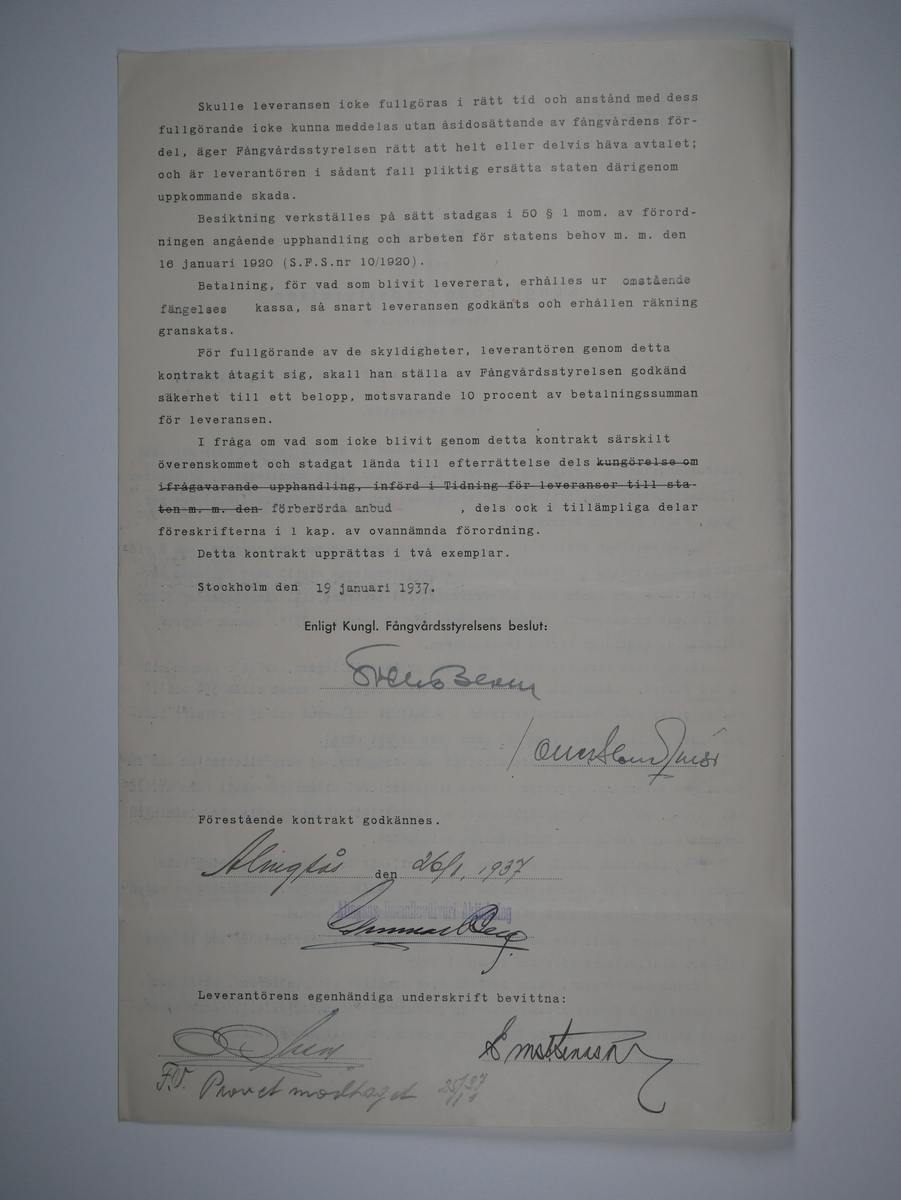 Skulle leveransen icke fullgöras i rätt tid och anstånd med dess
fullgörande icke kunna meddelas utan åsidosättande av fångvårdens för-
del, äger Fångvårdsstyrelsen rätt att helt eller delvis häva avtalet;
och är leverantören i sådant fall pliktig ersätta staten därigenom
uppkommande skada.
Besiktning verkställes på sätt stadgas i 50 § 1 mom. av förord-
ningen angående upphandling och arbeten för statens behov m. m. den
16 januari 1920 (S.F.S.nr 10/1920).
Betalning, för vad som blivit levererat, erhålles ur omstående
fängelses kassa, så snart leveransen godkänts och erhållen räkning
granskats.
För fullgörande av de skyldigheter, leverantören genom detta
kontrakt åtagit sig, skall han ställa av Fångvårdsstyrelsen godkänd
säkerhet till ett belopp, motsvarande 10 procent av betalningssumman
för leveransen.
I fråga om vad som icke blivit genom detta kontrakt särskilt
överenskommet och stadgat lända till efterrättelse dels kungörelse om
ifrågavarande upphandling, införd i Tidning för leveranser till sta-
ten m. m. den förberörda anbud , dels ock i tillämpliga delar
föreskrifterna i 1 kap. av ovannämnda förordning.
Detta kontrakt upprättas i två exemplar.
Stockholm den 19 januari 1937.
Enligt Kungl. Fångvårdsstyrelsens beslut:
Förestående kontrakt godkännes.
Alingsås den 26/1, 1937
Gunnar Berg
Leverantörens egenhändiga underskrift bevittna:
F.V. Provet modtaget